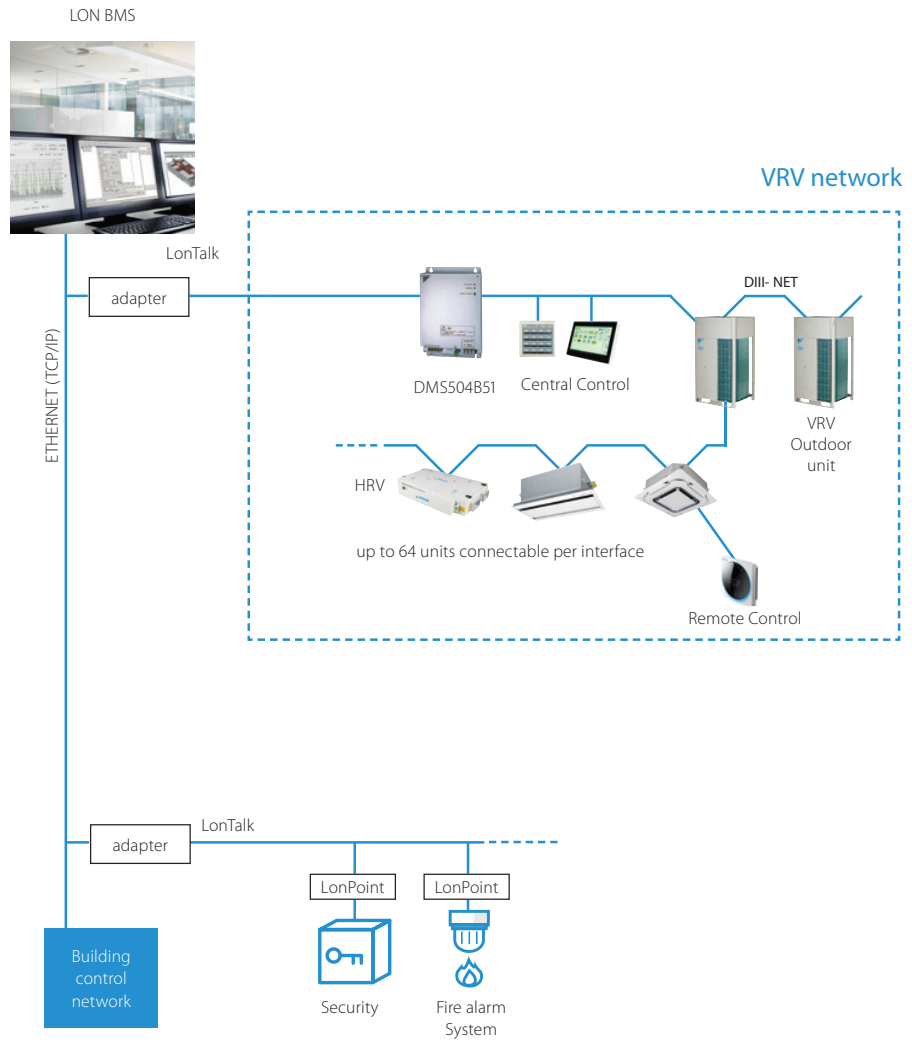 LON BMS
VRV network
LonTalk
adapter
DIII- NET
ETHERNET (TCP/IP)
DMS504B51
Central Control
VRV
Outdoor
unit
HRV
up to 64 units connectable per interface
Remote Control
LonTalk
adapter
LonPoint
LonPoint
Building
control
network
Security
Fire alarm
System